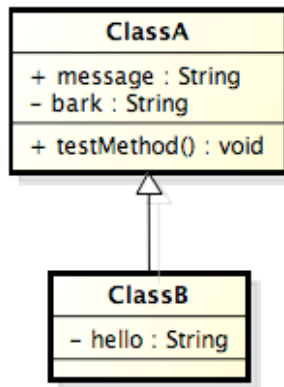 ClassA
+ message : String
- bark : String
+ testMethod() : void
ClassB
- hello : String